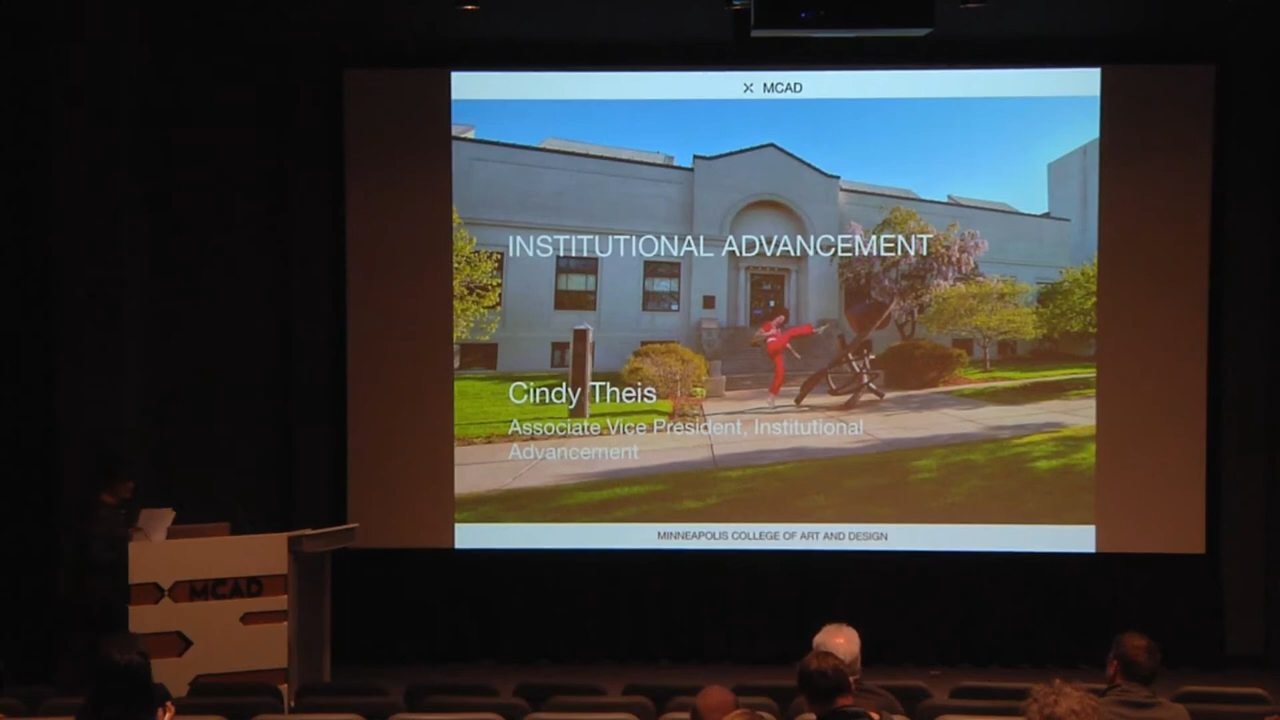 MCAD
INSTITUTIONAL ADVANCEMENT
Cindy Theis
Associate Vice President, Institutional
Advancement
MINNEAPOLIS COLLEGE OF ART AND DESIGN
MCAD